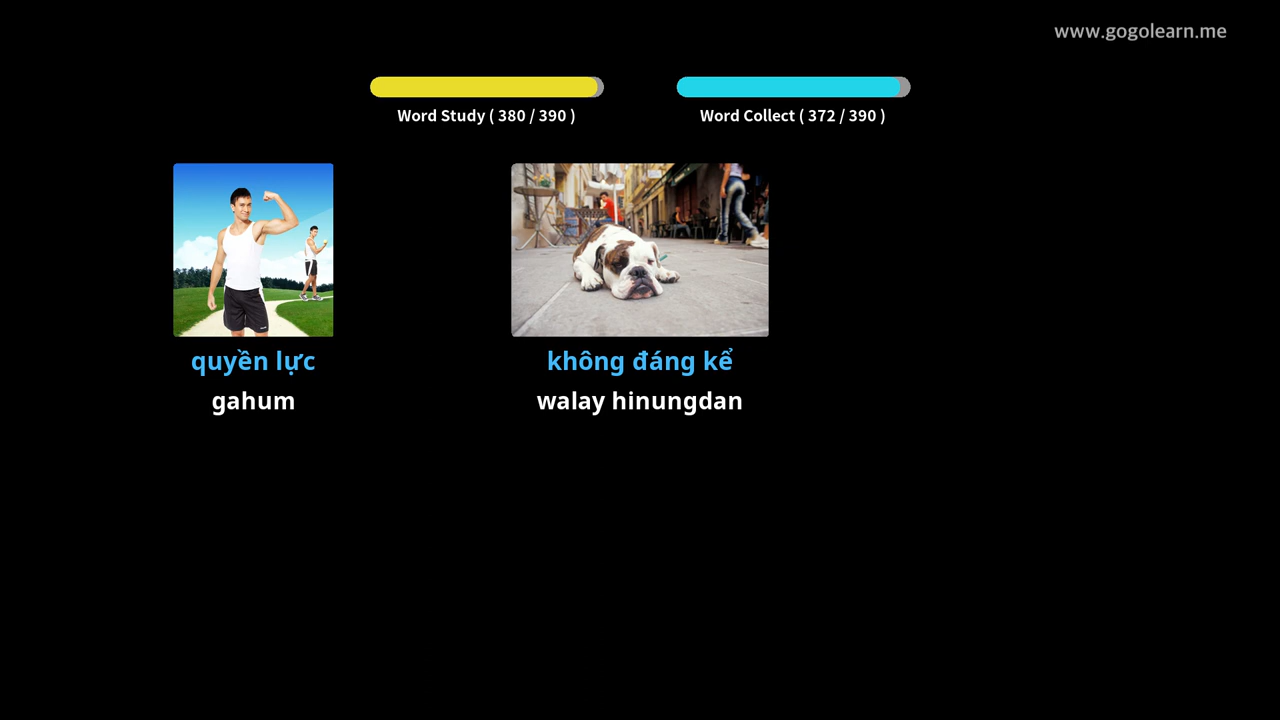 www.gogolearn.me
Word Study ( 380 / 390 )
Word Collect ( 372 / 390 )
quyền lực
gahum
không đáng kể
walay hinungdan